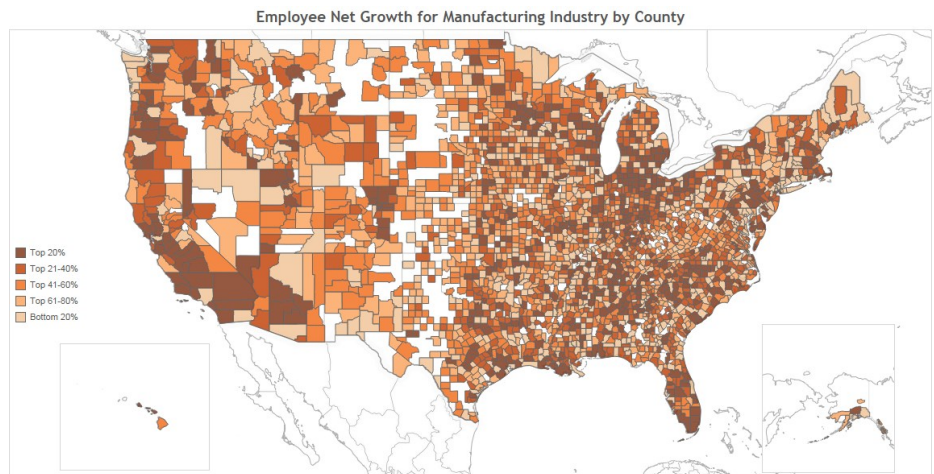 Employee Net Growth for Manufacturing Industry by County
Top 20%
Top 21-40%
Top 41-60%
Top 61-80%
Bottom 20%